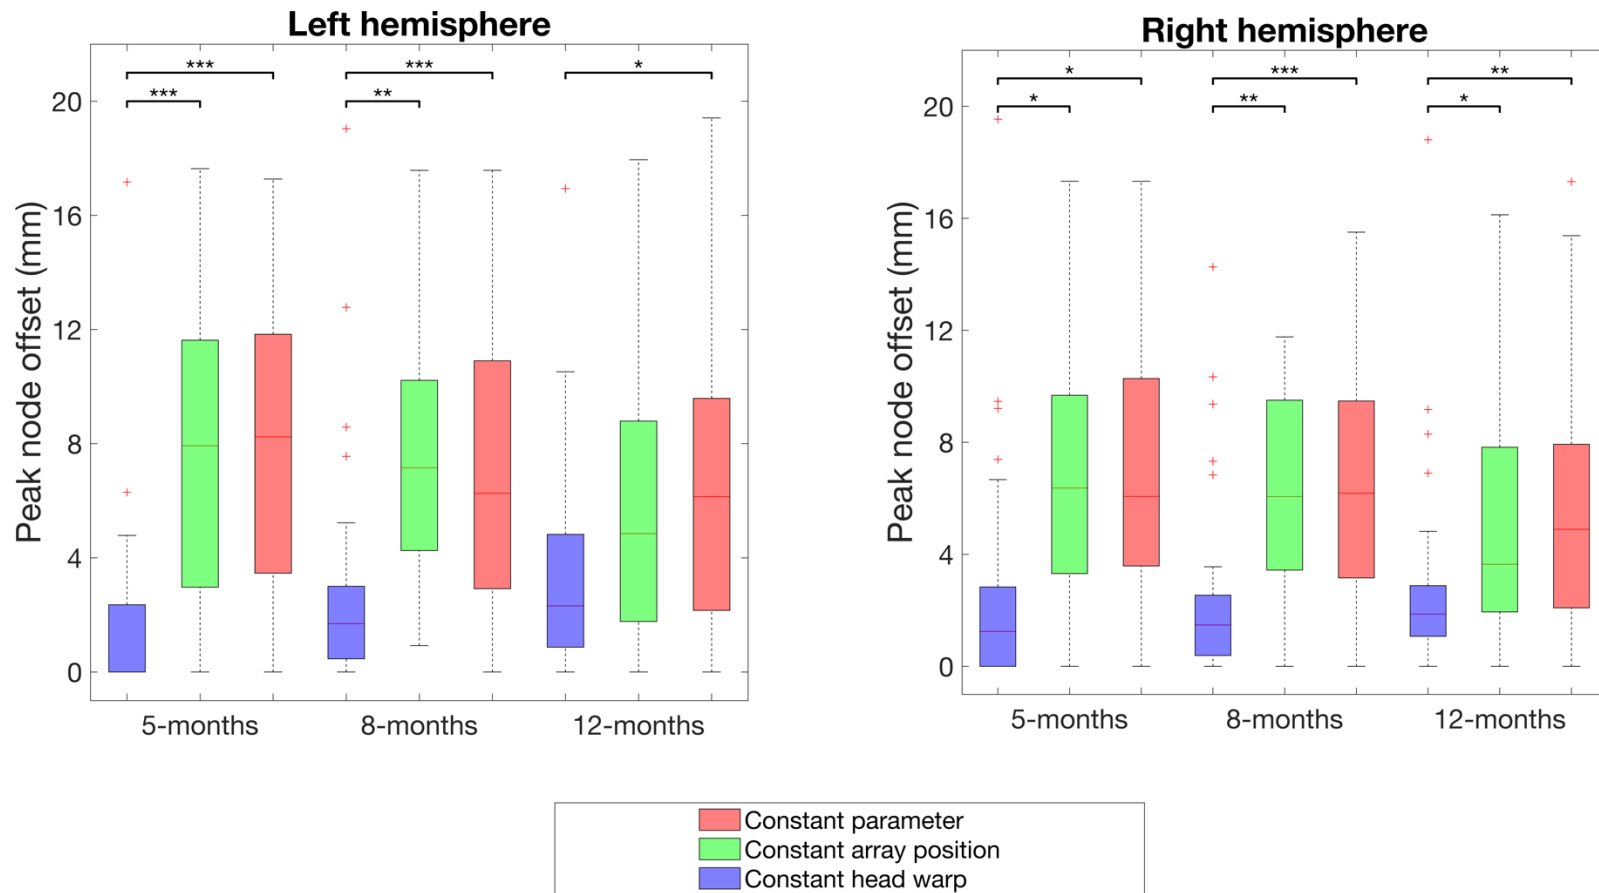 Left hemisphere
Peak node offset (mm)
20
16
12
8
4
0
***
***
***
**
*
5-months
8-months
12-months
Right hemisphere
Peak node offset (mm)
20
16
12
8
4
0
*
*
***
**
**
*
5-months
8-months
12-months
Constant parameter
Constant array position
Constant head warp